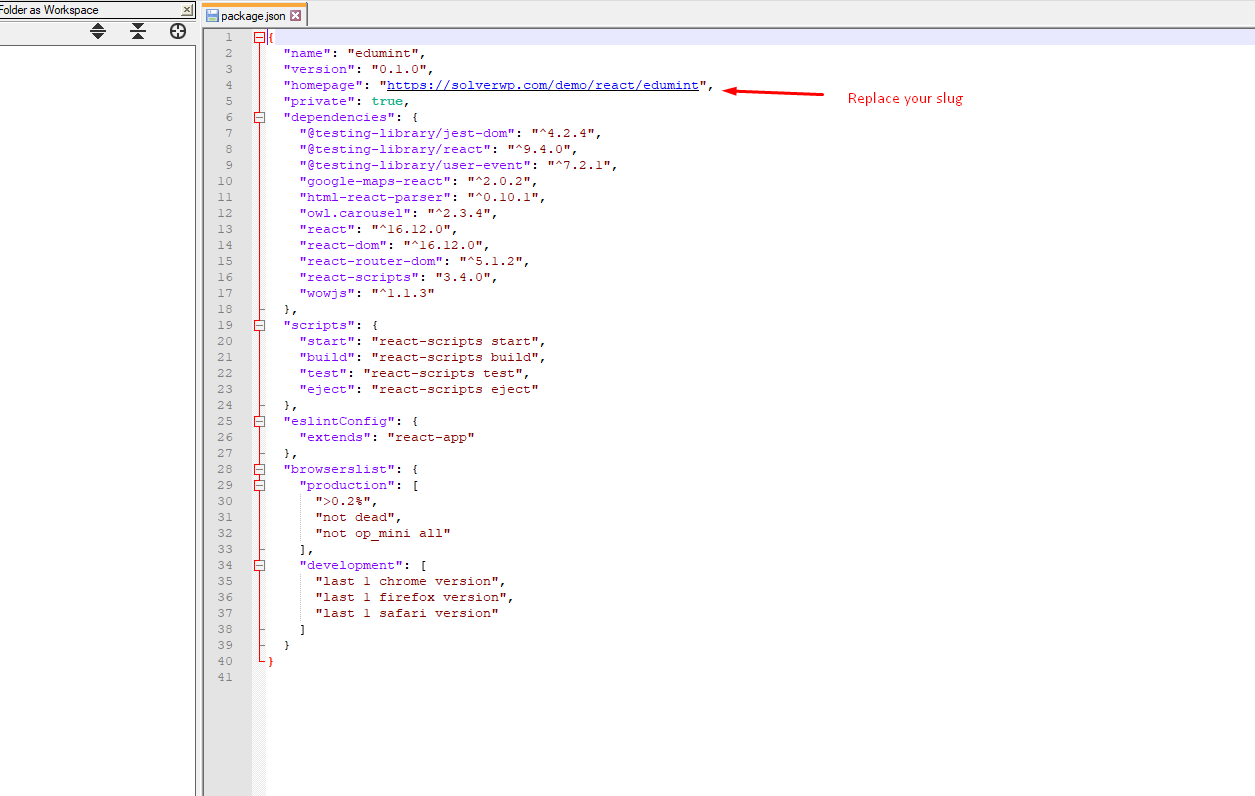 Folder as Workspace
package.json
1 {
2 "name": "edumint",
3 "version": "0.1.0",
4 "homepage": "https://solverwp.com/demo/react/edumint",
Replace your slug
5 "private": true,
6 "dependencies": {
7 "@testing-library/jest-dom": "^4.2.4",
8 "@testing-library/react": "^9.4.0",
9 "@testing-library/user-event": "^7.2.1",
10 "google-maps-react": "^2.0.2",
11 "html-react-parser": "^0.10.1",
12 "owl.carousel": "^2.3.4",
13 "react": "^16.12.0",
14 "react-dom": "^16.12.0",
15 "react-router-dom": "^5.1.2",
16 "react-scripts": "3.4.0",
17 "wowjs": "^1.1.3"
18 },
19 "scripts": {
20 "start": "react-scripts start",
21 "build": "react-scripts build",
22 "test": "react-scripts test",
23 "eject": "react-scripts eject"
24 },
25 "eslintConfig": {
26 "extends": "react-app"
27 },
28 "browserslist": {
29 "production": [
30 ">0.2%",
31 "not dead",
32 "not op_mini all"
33 ],
34 "development": [
35 "last 1 chrome version",
36 "last 1 firefox version",
37 "last 1 safari version"
38 ]
39 }
40 }
41